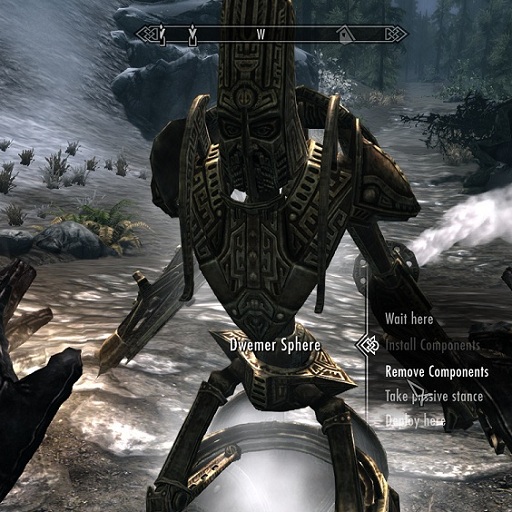 W
Dwemer Sphere
Wait here
Install Components
Remove Components
Take passive stance
Deploy here